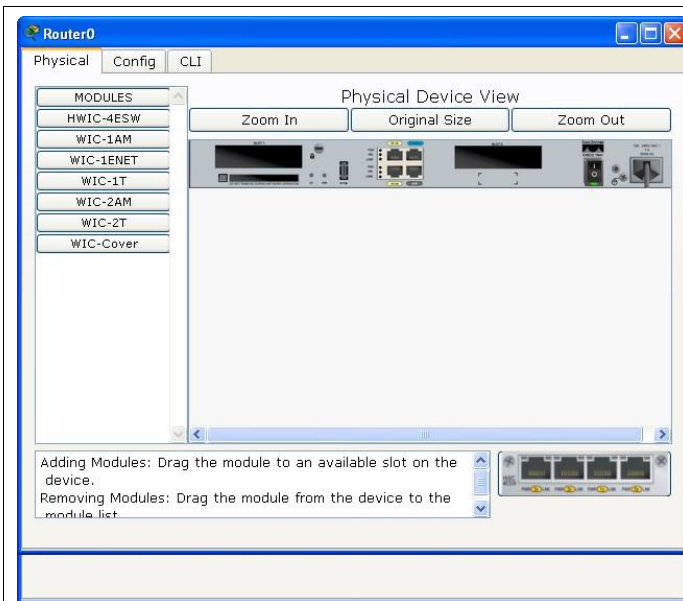 Router0
Physical Config CLI
MODULES
HWIC-4ESW
WIC-1AM
WIC-1ENET
WIC-1T
WIC-2AM
WIC-2T
WIC-Cover
Physical Device View
Zoom In Original Size Zoom Out
Adding Modules: Drag the module to an available slot on the
device.
Removing Modules: Drag the module from the device to the
module list